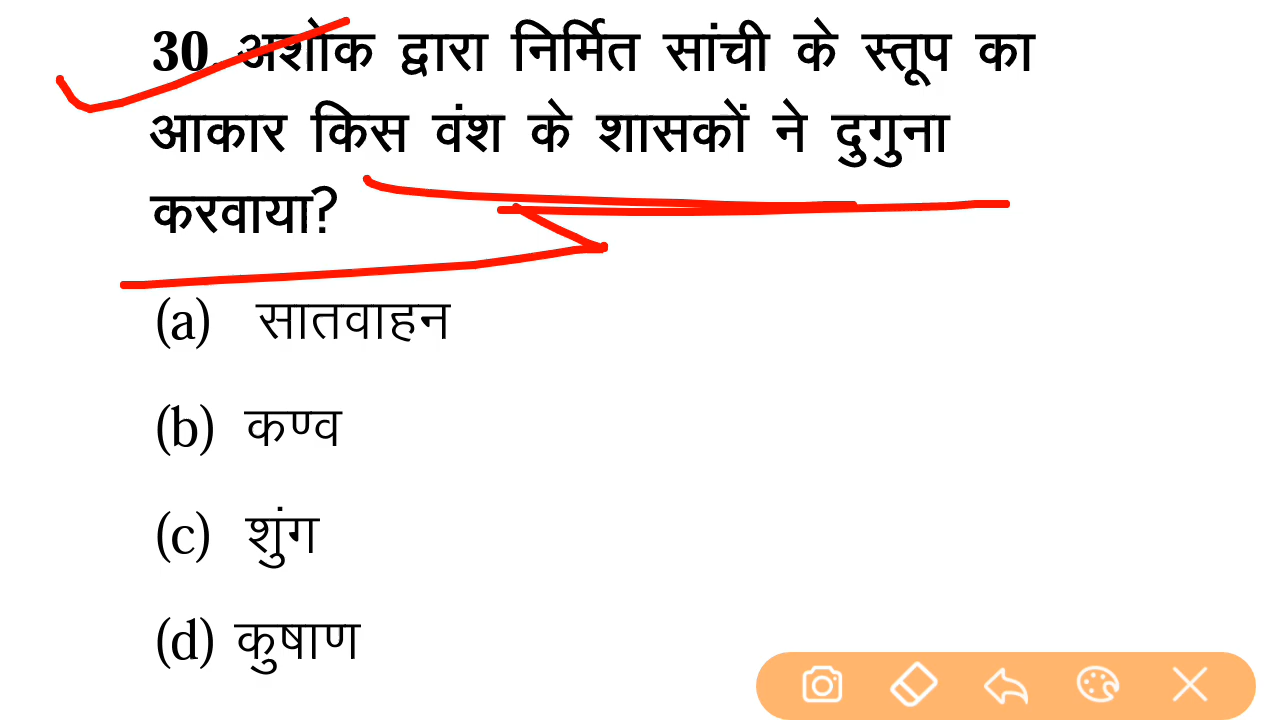 30. अशोक द्वारा निर्मित सांची के स्तूप का
आकार किस वंश के शासकों ने दुगुना
करवाया?
(a) सातवाहन
(b) कण्व
(c) शुंग
(d) कुषाण